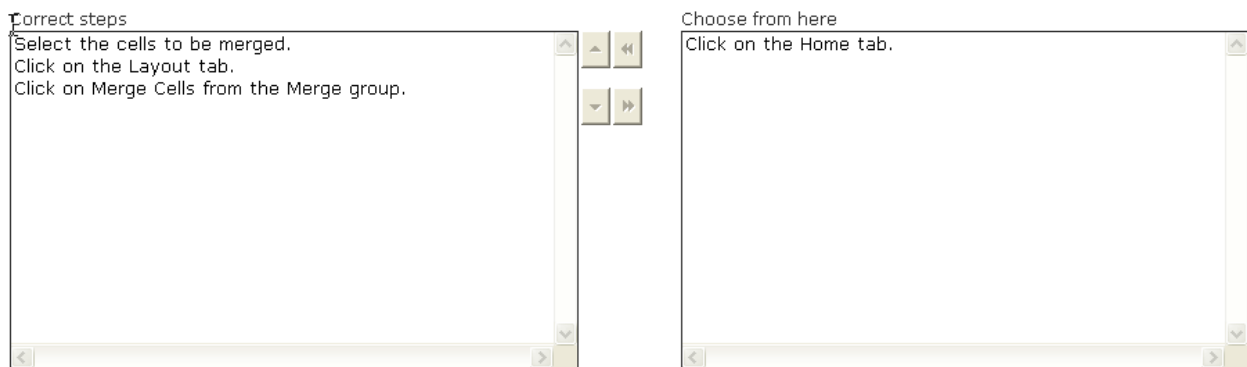 Correct steps
Select the cells to be merged.
Click on the Layout tab.
Click on Merge Cells from the Merge group.
Choose from here
Click on the Home tab.